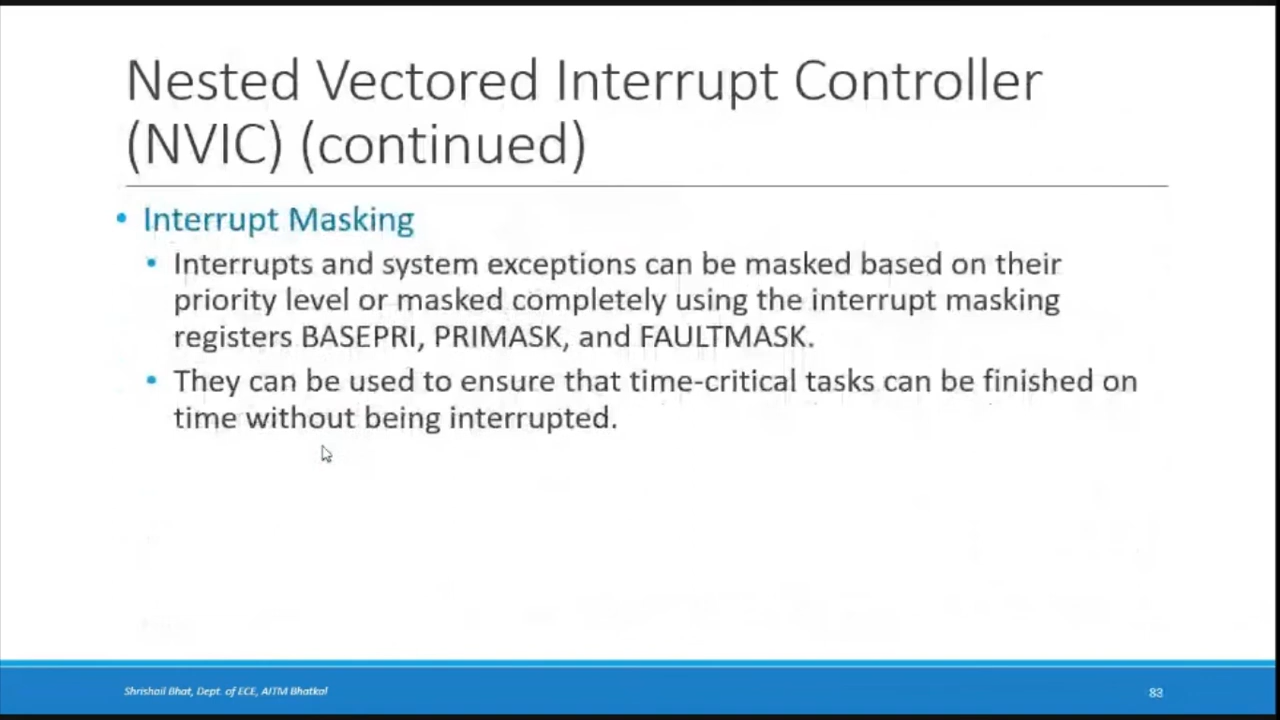 Nested Vectored Interrupt Controller
(NVIC) (continued)
• Interrupt Masking
• Interrupts and system exceptions can be masked based on their
priority level or masked completely using the interrupt masking
registers BASEPRI, PRIMASK, and FAULTMASK.
• They can be used to ensure that time-critical tasks can be finished on
time without being interrupted.
Shrishail Bhat, Dept. of ECE, AITM Bhatkal
83